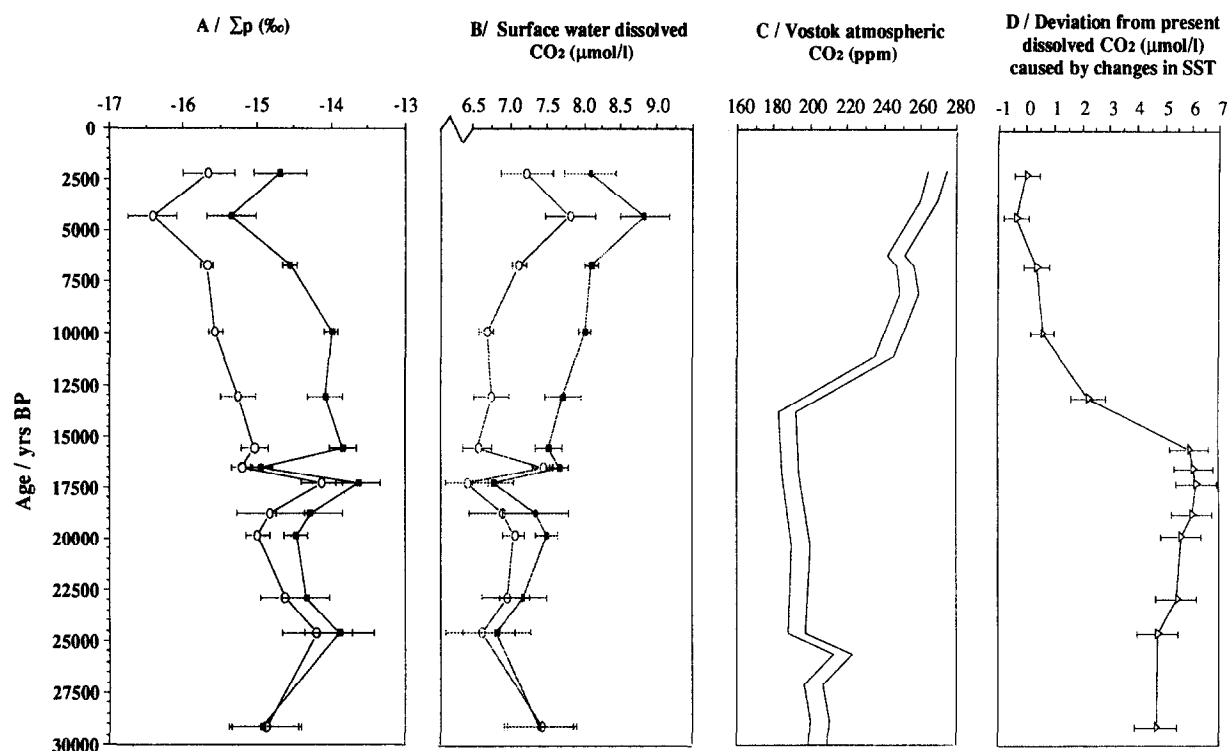 A / ∑p (‰)
-17 -16 -15 -14 -13
B/ Surface water dissolved
CO2 (μmol/l)
6.5 7.0 7.5 8.0 8.5 9.0
C / Vostok atmospheric
CO2 (ppm)
160 180 200 220 240 260 280
D / Deviation from present
dissolved CO2 (μmol/l)
caused by changes in SST
-1 0 1 2 3 4 5 6 7
Age / yrs BP
0
2500
5000
7500
10000
12500
15000
17500
20000
22500
25000
27500
30000